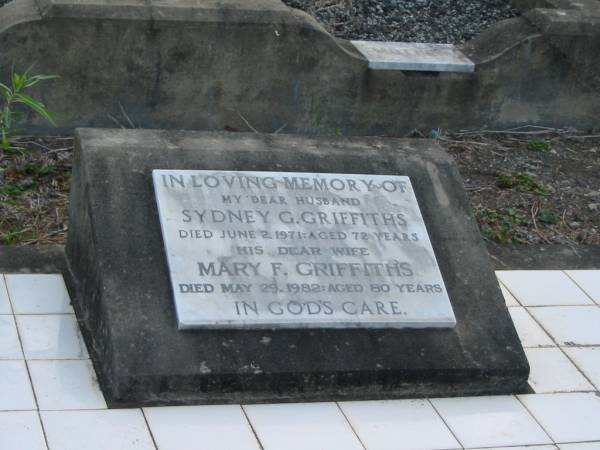 IN LOVING MEMORY OF
MY DEAR HUSBAND
SYDNEY G. GRIFFITHS
DIED JUNE 2, 1971: AGED 72 YEARS
HIS DEAR WIFE
MARY F. GRIFFITHS
DIED MAY 29, 1982: AGED 80 YEARS
IN GOD'S CARE.